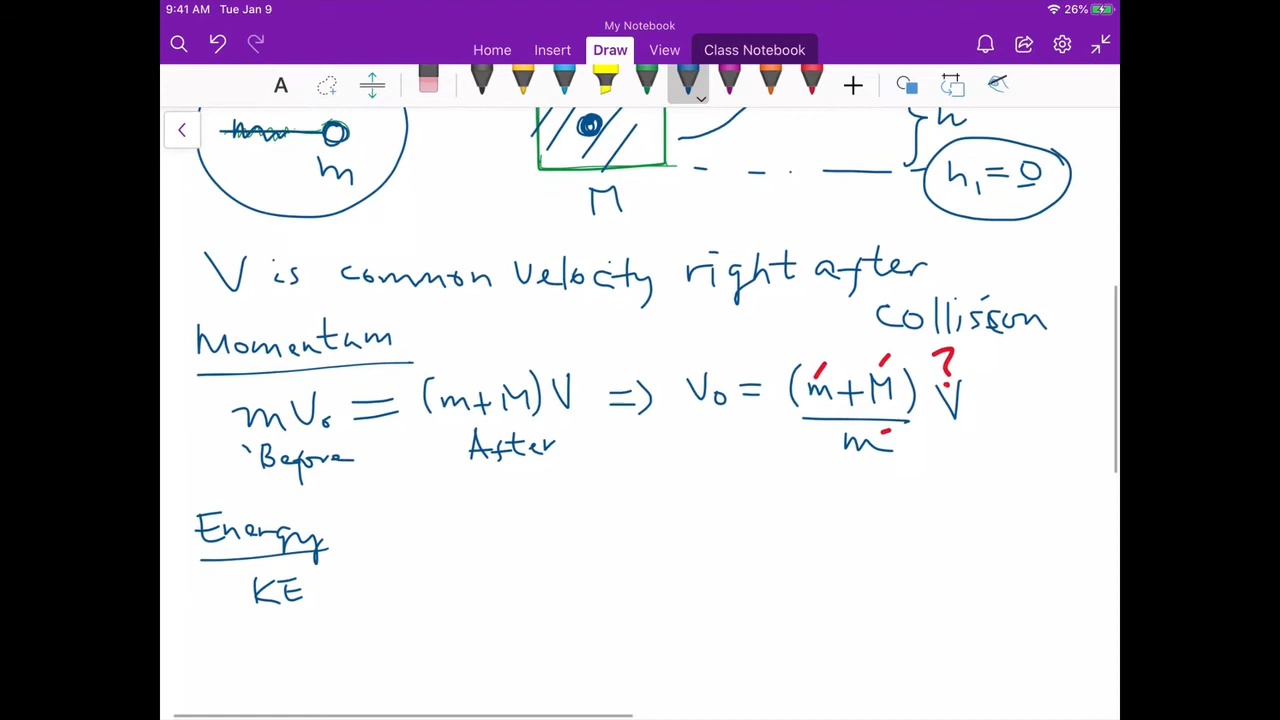 9:41 AM Tue Jan 9
26%
My Notebook
Home Insert Draw View Class Notebook
A
m
M
h
h₁ = 0
V is common velocity right after
collision
Momentum
mV₀ = (m+M)V => V₀ = (m+M)/m V ?
Before After
Energy
KE